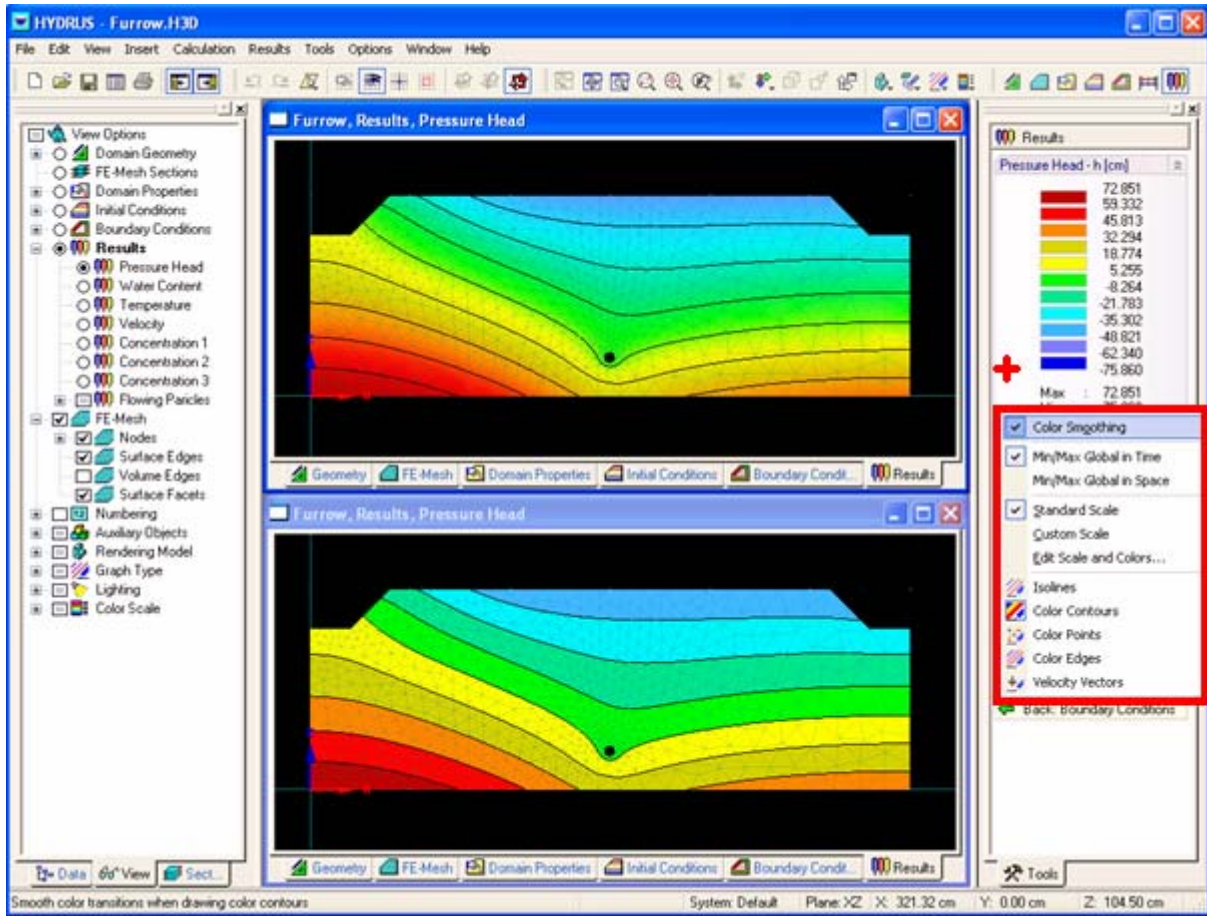 HYDRUS - Furrow.H3D
File Edit View Insert Calculation Results Tools Options Window Help
View Options
Domain Geometry
FE-Mesh Sections
Domain Properties
Initial Conditions
Boundary Conditions
Results
Pressure Head
Water Content
Temperature
Velocity
Concentration 1
Concentration 2
Concentration 3
Flowing Paricles
FE-Mesh
Nodes
Surface Edges
Volume Edges
Surface Facets
Numbering
Auxiliary Objects
Rendering Model
Graph Type
Lighting
Color Scale
Data View Sect...
Furrow, Results, Pressure Head
Geometry FE-Mesh Domain Properties Initial Conditions Boundary Condit... Results
Furrow, Results, Pressure Head
Geometry FE-Mesh Domain Properties Initial Conditions Boundary Condit... Results
Results
Pressure Head - h [cm]
72.851
59.332
45.813
32.294
18.774
5.255
-8.264
-21.783
-35.302
-48.821
-62.340
-75.860
Max : 72.851
Color Smoothing
Min/Max Global in Time
Min/Max Global in Space
Standard Scale
Custom Scale
Edit Scale and Colors...
Isolines
Color Contours
Color Points
Color Edges
Velocity Vectors
Back: Boundary Conditions
Tools
Smooth color transitions when drawing color contours
System: Default Plane: XZ X: 321.32 cm Y: 0.00 cm Z: 104.50 cm